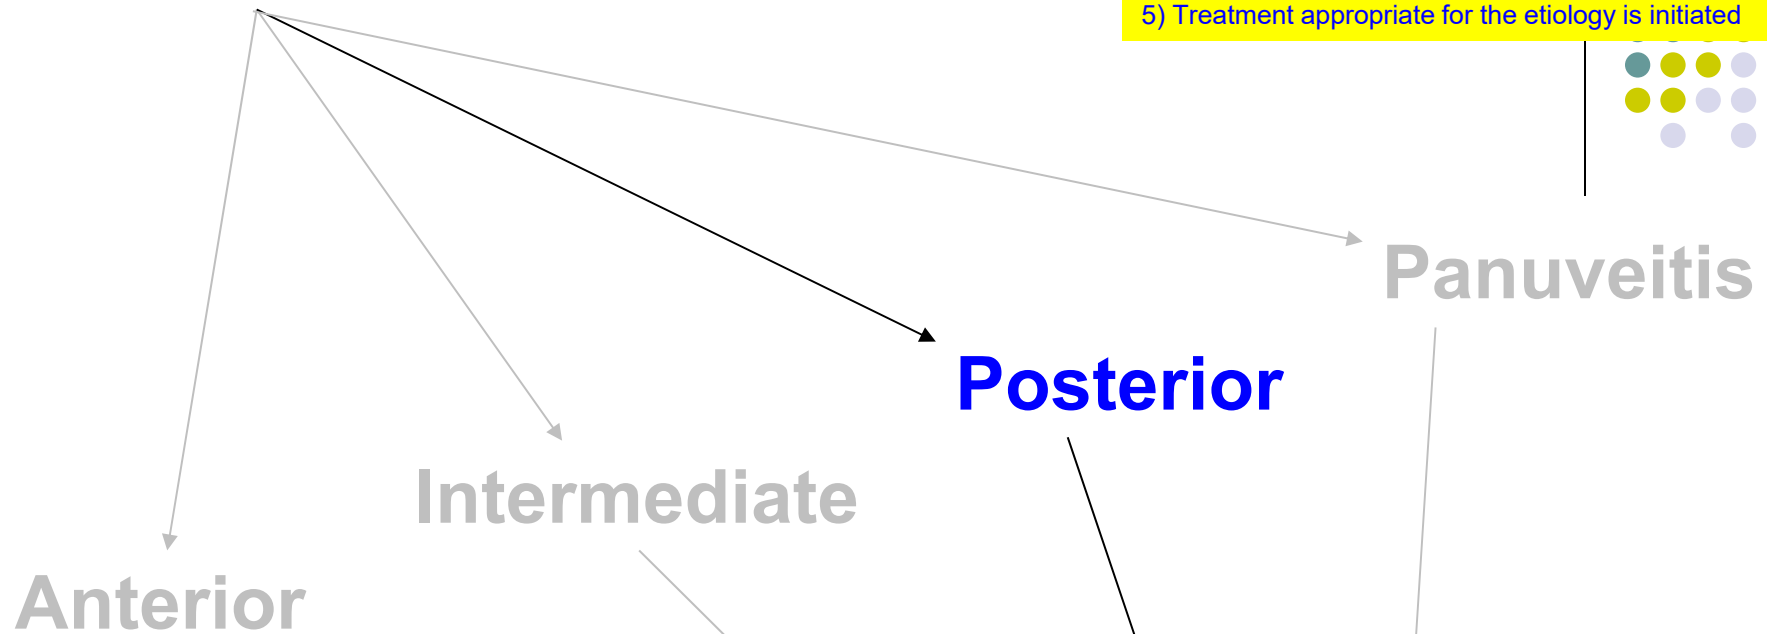 5) Treatment appropriate for the etiology is initiated
Panuveitis
Posterior
Intermediate
Anterior